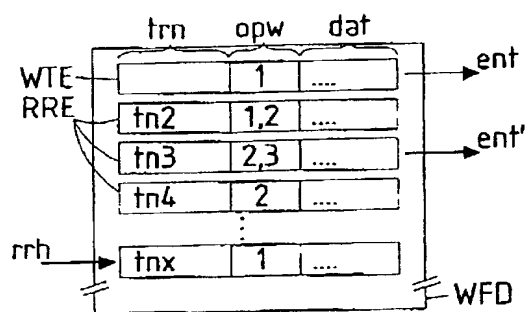 trn opw dat
WTE 1 .... ent
RRE tn2 1,2 ....
tn3 2,3 .... ent'
tn4 2 ....
rrh tnx 1 ....
WFD